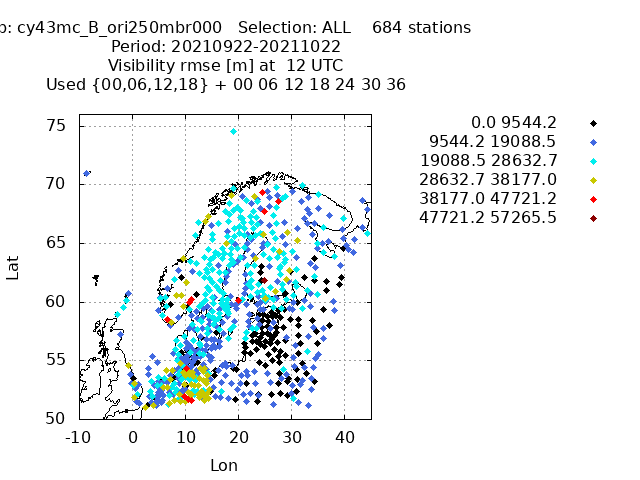 p: cy43mc_B_ori250mbr000 Selection: ALL 684 stations
Period: 20210922-20211022
Visibility rmse [m] at 12 UTC
Used {00,06,12,18} + 00 06 12 18 24 30 36
0.0 9544.2
9544.2 19088.5
19088.5 28632.7
28632.7 38177.0
38177.0 47721.2
47721.2 57265.5
75
70
65
60
55
50
Lat
-10 0 10 20 30 40
Lon